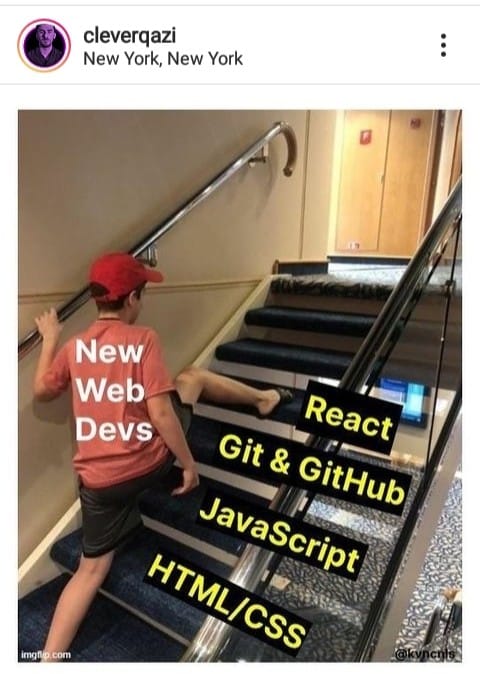 cleverqazi
New York, New York
New
Web
Devs
React
Git & GitHub
JavaScript
HTML/CSS
imgflip.com
@kvncnls